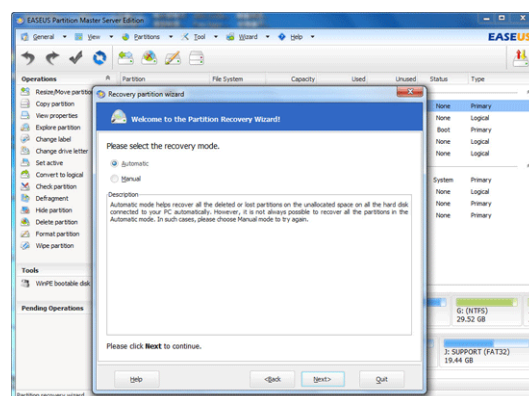 EASEUS Partition Master Server Edition
General View Partitions Tool Wizard Help
EASEUS
Operations
Partition File System Capacity Used Unused Status Type
Resize/Move partition
Copy partition
View properties
Explore partition
Change label
Change drive letter
Set active
Convert to logical
Check partition
Defragment
Hide partition
Delete partition
Format partition
Wipe partition
Tools
WinPE bootable disk
Pending Operations
Recovery partition wizard
Welcome to the Partition Recovery Wizard!
Please select the recovery mode.
Automatic
Manual
Description
Automatic mode helps recover all the deleted or lost partitions on the unallocated space on all the hard disk
connected to your PC automatically. However, it is not always possible to recover all the partitions in the
Automatic mode. In such cases, please choose Manual mode to try again.
Please click Next to continue.
Help <Back Next> Quit
None Primary
None Logical
Boot Primary
None Logical
None Logical
System Primary
None Logical
None Primary
None Primary
G: (NTFS)
29.52 GB
J: SUPPORT (FAT32)
19.44 GB
Partition recovery wizard